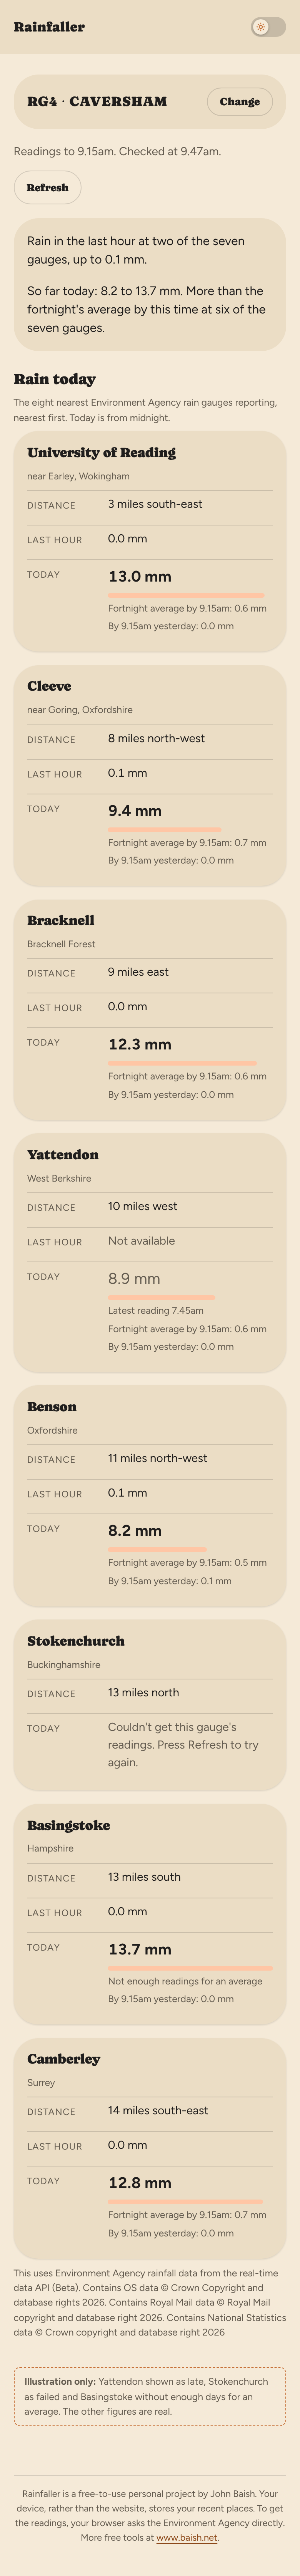 Rainfaller
RG4 · CAVERSHAM
Change
Readings to 9.15am. Checked at 9.47am.
Refresh
Rain in the last hour at two of the seven
gauges, up to 0.1 mm.
So far today: 8.2 to 13.7 mm. More than the
fortnight's average by this time at six of the
seven gauges.
Rain today
The eight nearest Environment Agency rain gauges reporting,
nearest first. Today is from midnight.
University of Reading
near Earley, Wokingham
DISTANCE 3 miles south-east
LAST HOUR 0.0 mm
TODAY 13.0 mm
Fortnight average by 9.15am: 0.6 mm
By 9.15am yesterday: 0.0 mm
Cleeve
near Goring, Oxfordshire
DISTANCE 8 miles north-west
LAST HOUR 0.1 mm
TODAY 9.4 mm
Fortnight average by 9.15am: 0.7 mm
By 9.15am yesterday: 0.0 mm
Bracknell
Bracknell Forest
DISTANCE 9 miles east
LAST HOUR 0.0 mm
TODAY 12.3 mm
Fortnight average by 9.15am: 0.6 mm
By 9.15am yesterday: 0.0 mm
Yattendon
West Berkshire
DISTANCE 10 miles west
LAST HOUR Not available
TODAY 8.9 mm
Latest reading 7.45am
Fortnight average by 9.15am: 0.6 mm
By 9.15am yesterday: 0.0 mm
Benson
Oxfordshire
DISTANCE 11 miles north-west
LAST HOUR 0.1 mm
TODAY 8.2 mm
Fortnight average by 9.15am: 0.5 mm
By 9.15am yesterday: 0.1 mm
Stokenchurch
Buckinghamshire
DISTANCE 13 miles north
TODAY Couldn't get this gauge's
readings. Press Refresh to try
again.
Basingstoke
Hampshire
DISTANCE 13 miles south
LAST HOUR 0.0 mm
TODAY 13.7 mm
Not enough readings for an average
By 9.15am yesterday: 0.0 mm
Camberley
Surrey
DISTANCE 14 miles south-east
LAST HOUR 0.0 mm
TODAY 12.8 mm
Fortnight average by 9.15am: 0.7 mm
By 9.15am yesterday: 0.0 mm
This uses Environment Agency rainfall data from the real-time
data API (Beta). Contains OS data © Crown Copyright and
database rights 2026. Contains Royal Mail data © Royal Mail
copyright and database right 2026. Contains National Statistics
data © Crown copyright and database right 2026
Illustration only: Yattendon shown as late, Stokenchurch
as failed and Basingstoke without enough days for an
average. The other figures are real.
Rainfaller is a free-to-use personal project by John Baish. Your
device, rather than the website, stores your recent places. To get
the readings, your browser asks the Environment Agency directly.
More free tools at www.baish.net.